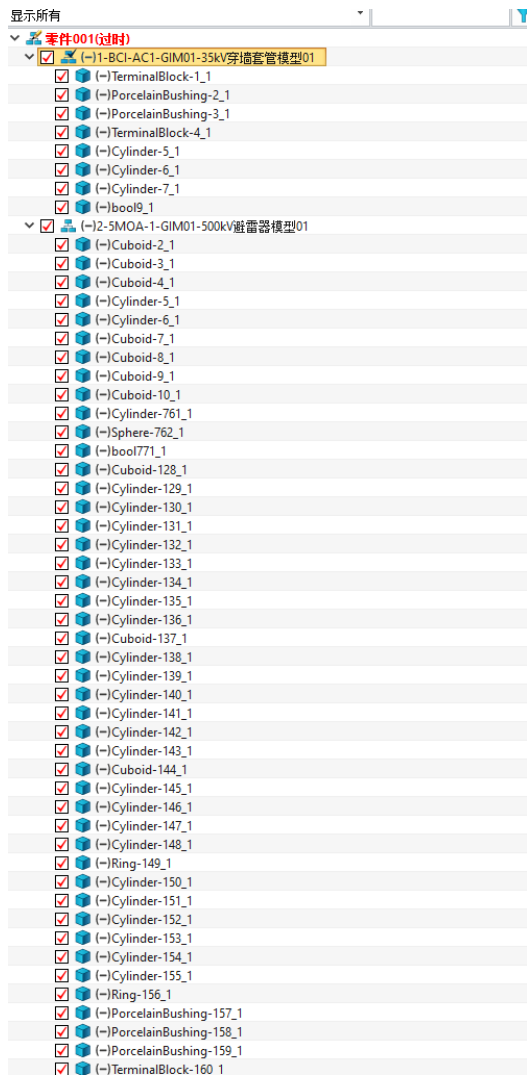 显示所有
零件001(过时)
(-)1-BCI-AC1-GIM01-35kV穿墙套管模型01
(-)TerminalBlock-1_1
(-)PorcelainBushing-2_1
(-)PorcelainBushing-3_1
(-)TerminalBlock-4_1
(-)Cylinder-5_1
(-)Cylinder-6_1
(-)Cylinder-7_1
(-)bool9_1
(-)2-5MOA-1-GIM01-500kV避雷器模型01
(-)Cuboid-2_1
(-)Cuboid-3_1
(-)Cuboid-4_1
(-)Cylinder-5_1
(-)Cylinder-6_1
(-)Cuboid-7_1
(-)Cuboid-8_1
(-)Cuboid-9_1
(-)Cuboid-10_1
(-)Cylinder-761_1
(-)Sphere-762_1
(-)bool771_1
(-)Cuboid-128_1
(-)Cylinder-129_1
(-)Cylinder-130_1
(-)Cylinder-131_1
(-)Cylinder-132_1
(-)Cylinder-133_1
(-)Cylinder-134_1
(-)Cylinder-135_1
(-)Cylinder-136_1
(-)Cuboid-137_1
(-)Cylinder-138_1
(-)Cylinder-139_1
(-)Cylinder-140_1
(-)Cylinder-141_1
(-)Cylinder-142_1
(-)Cylinder-143_1
(-)Cuboid-144_1
(-)Cylinder-145_1
(-)Cylinder-146_1
(-)Cylinder-147_1
(-)Cylinder-148_1
(-)Ring-149_1
(-)Cylinder-150_1
(-)Cylinder-151_1
(-)Cylinder-152_1
(-)Cylinder-153_1
(-)Cylinder-154_1
(-)Cylinder-155_1
(-)Ring-156_1
(-)PorcelainBushing-157_1
(-)PorcelainBushing-158_1
(-)PorcelainBushing-159_1
(-)TerminalBlock-160_1